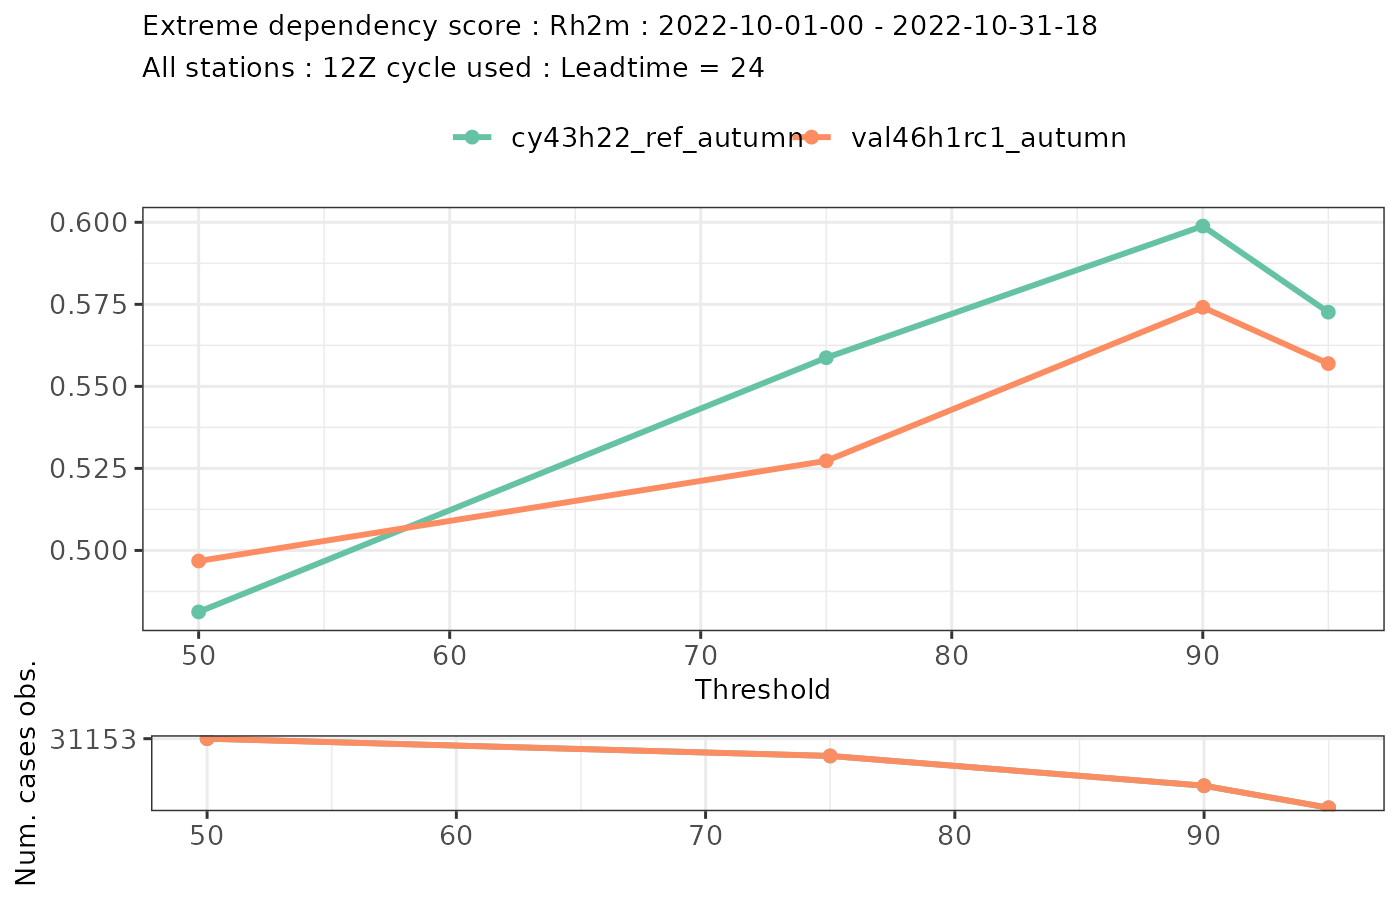 Extreme dependency score : Rh2m : 2022-10-01-00 - 2022-10-31-18
All stations : 12Z cycle used : Leadtime = 24
cy43h22_ref_autumn val46h1rc1_autumn
0.600
0.575
0.550
0.525
0.500
50 60 70 80 90
Threshold
Num. cases obs.
31153
50 60 70 80 90